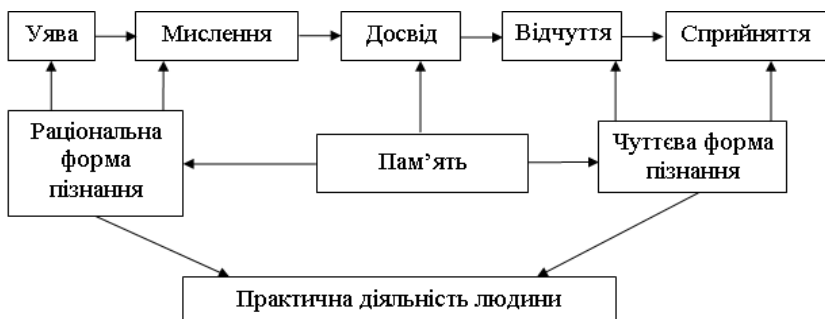 Уява
Мислення
Досвід
Відчуття
Сприйняття
Раціональна
форма
пізнання
Пам’ять
Чуттєва форма
пізнання
Практична діяльність людини